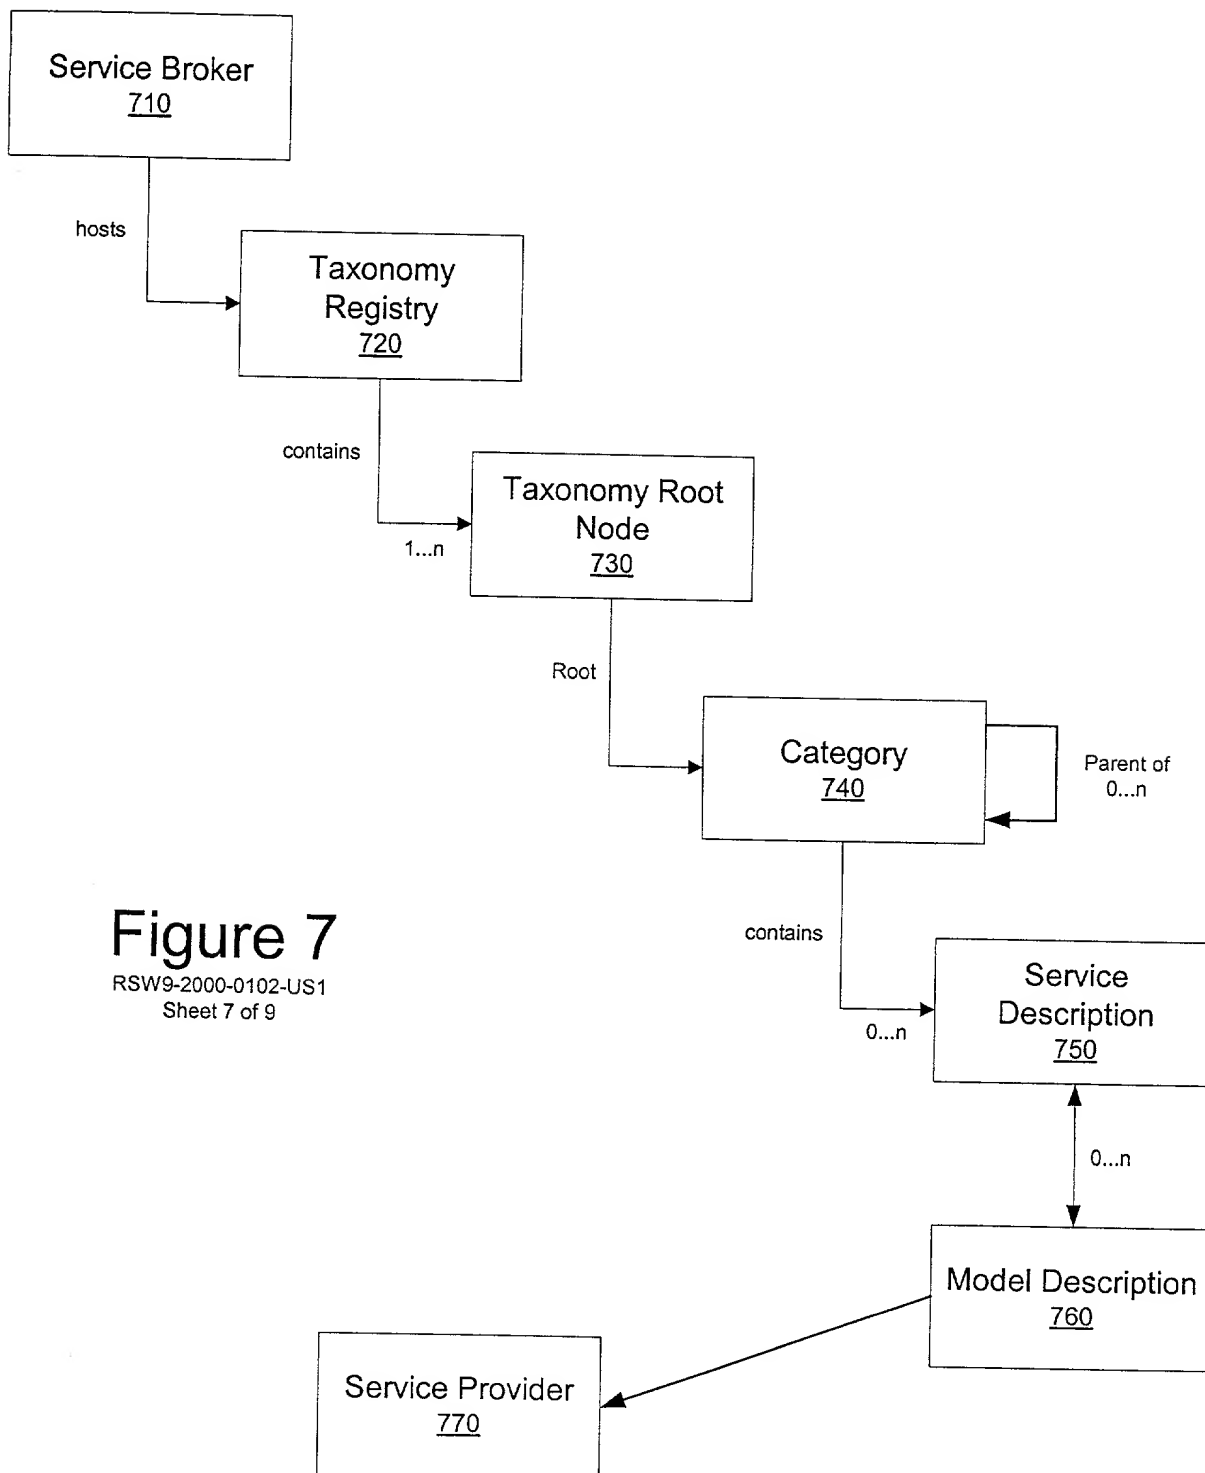 Service Broker
710
hosts
Taxonomy
Registry
720
contains
1...n
Taxonomy Root
Node
730
Root
Category
740
Parent of
0...n
contains
0...n
Service
Description
750
0...n
Model Description
760
Service Provider
770
Figure 7
RSW9-2000-0102-US1
Sheet 7 of 9